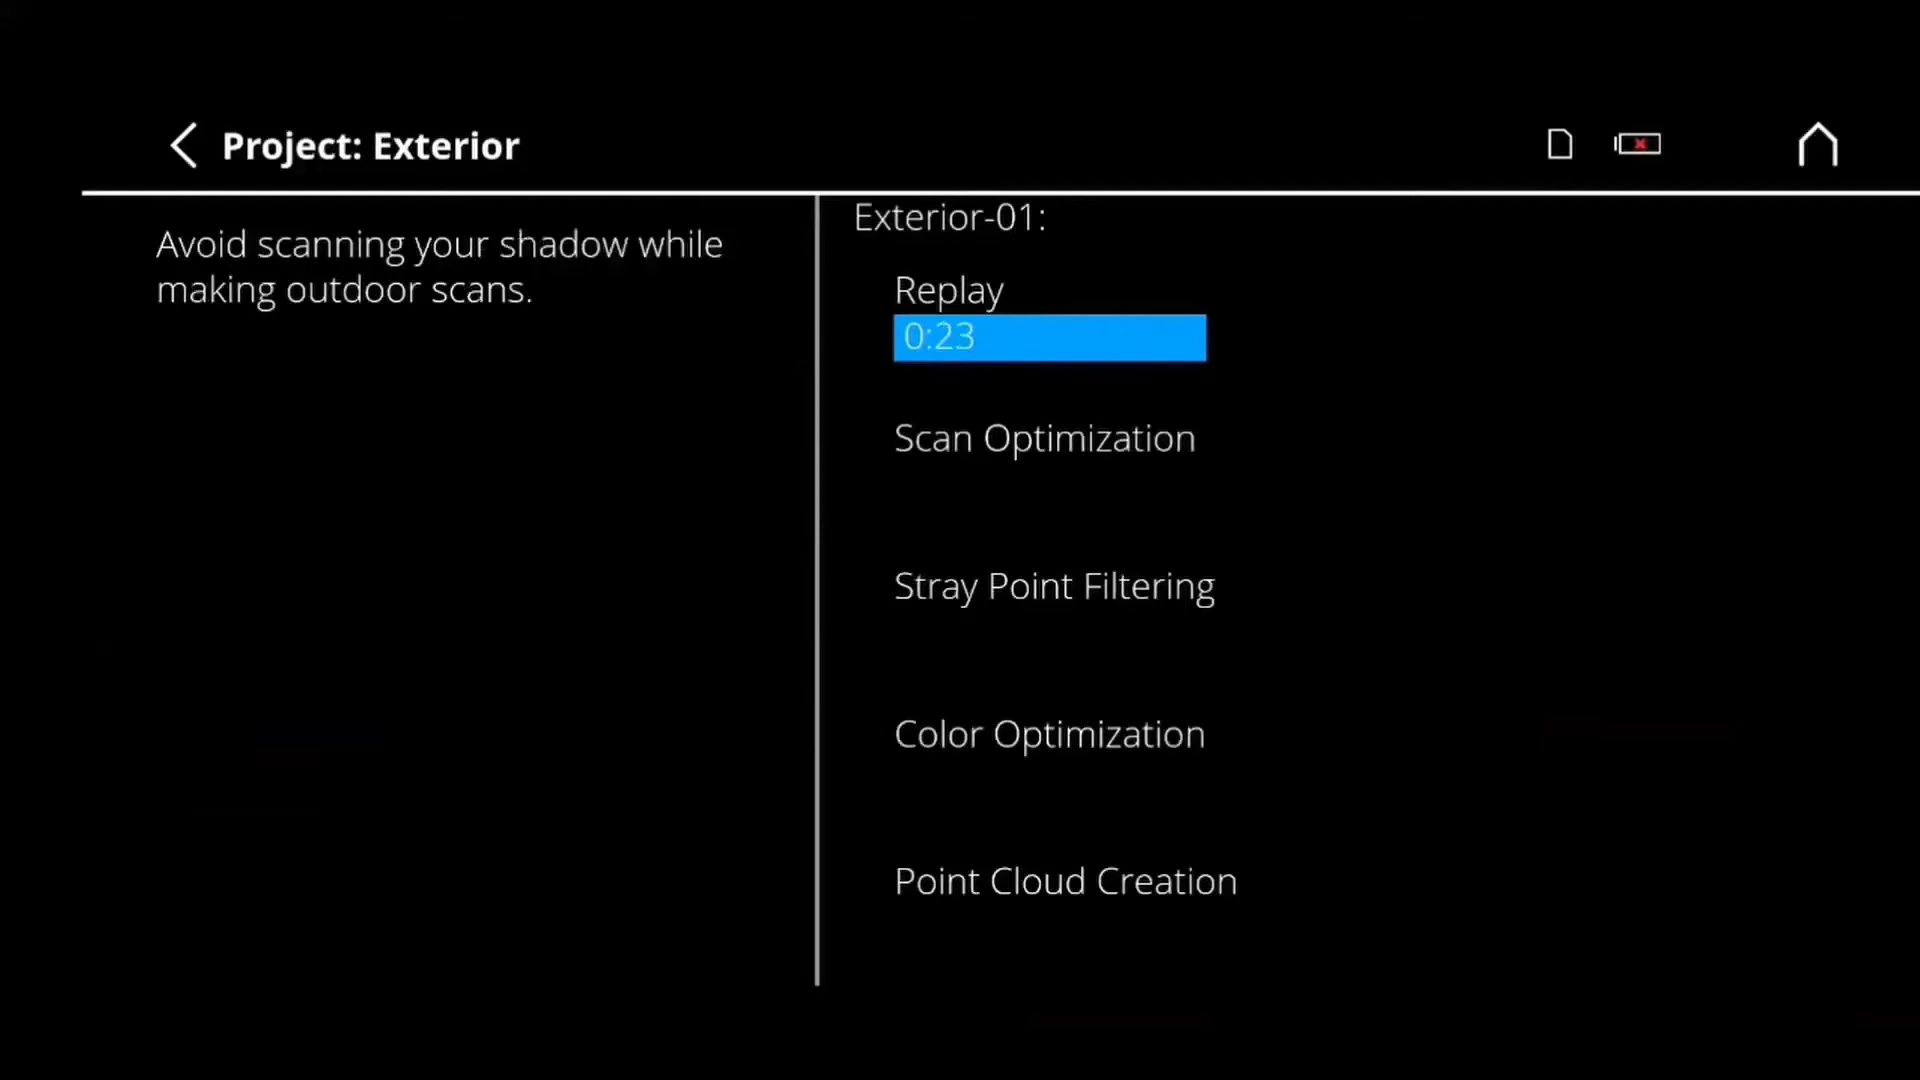 Project: Exterior
Avoid scanning your shadow while
making outdoor scans.
Exterior-01:
Replay
0:23
Scan Optimization
Stray Point Filtering
Color Optimization
Point Cloud Creation